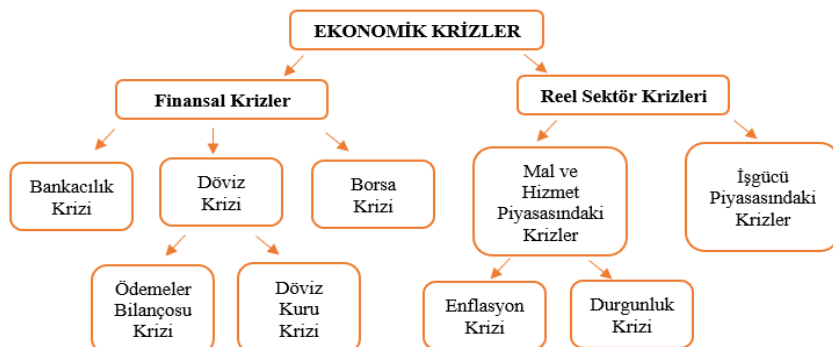 EKONOMİK KRİZLER
Finansal Krizler
Reel Sektör Krizleri
Bankacılık
Krizi
Döviz
Krizi
Borsa
Krizi
Mal ve
Hizmet
Piyasasındaki
Krizler
İşgücü
Piyasasındaki
Krizler
Ödemeler
Bilançosu
Krizi
Döviz
Kuru
Krizi
Enflasyon
Krizi
Durgunluk
Krizi